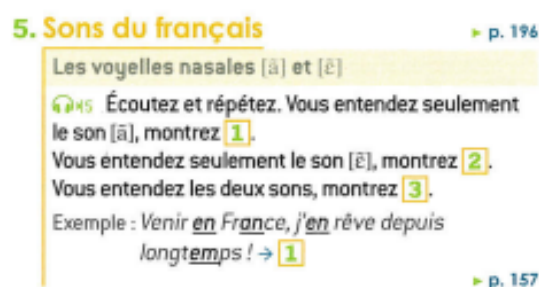 5. Sons du français ► p. 196
Les voyelles nasales [ɑ̃] et [ɛ̃]
Écoutez et répétez. Vous entendez seulement
le son [ɑ̃], montrez 1.
Vous entendez seulement le son [ɛ̃], montrez 2.
Vous entendez les deux sons, montrez 3.
Exemple : Venir en France, j'en rêve depuis
longtemps ! → 1
► p. 157